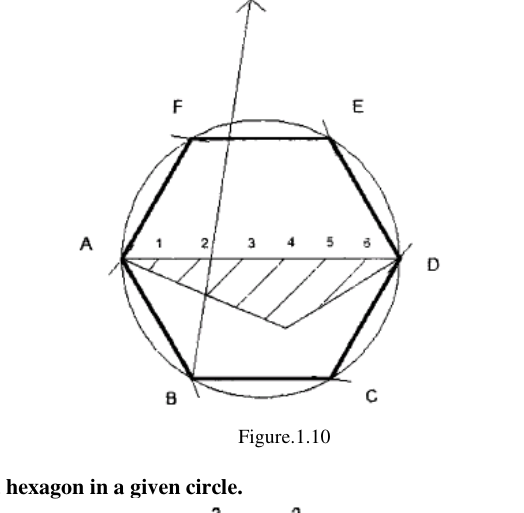 F E
1 2 3 4 5 6
A D
B C
Figure.1.10
hexagon in a given circle.